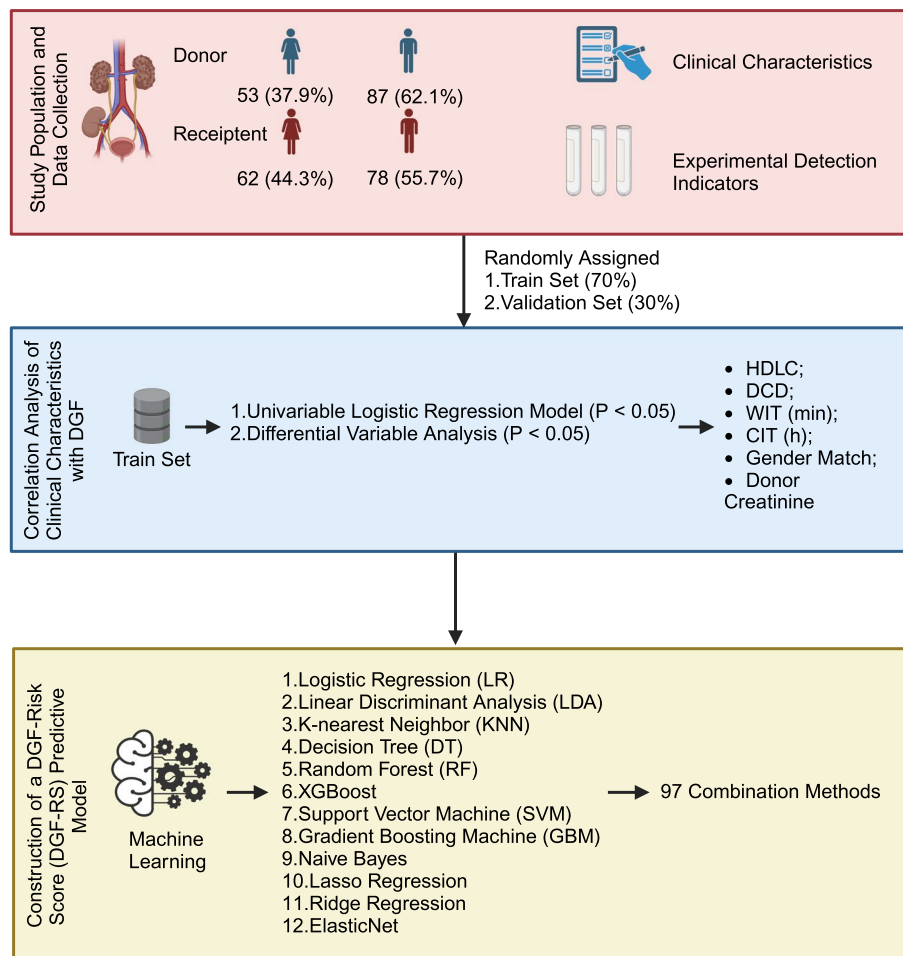 Study Population and
Data Collection
Donor
53 (37.9%)
87 (62.1%)
Receiptent
62 (44.3%)
78 (55.7%)
Clinical Characteristics
Experimental Detection
Indicators
Randomly Assigned
1.Train Set (70%)
2.Validation Set (30%)
Correlation Analysis of
Clinical Characteristics
with DGF
Train Set
1.Univariable Logistic Regression Model (P < 0.05)
2.Differential Variable Analysis (P < 0.05)
• HDLC;
• DCD;
• WIT (min);
• CIT (h);
• Gender Match;
• Donor
Creatinine
Construction of a DGF-Risk
Score (DGF-RS) Predictive
Model
Machine
Learning
1.Logistic Regression (LR)
2.Linear Discriminant Analysis (LDA)
3.K-nearest Neighbor (KNN)
4.Decision Tree (DT)
5.Random Forest (RF)
6.XGBoost
7.Support Vector Machine (SVM)
8.Gradient Boosting Machine (GBM)
9.Naive Bayes
10.Lasso Regression
11.Ridge Regression
12.ElasticNet
97 Combination Methods